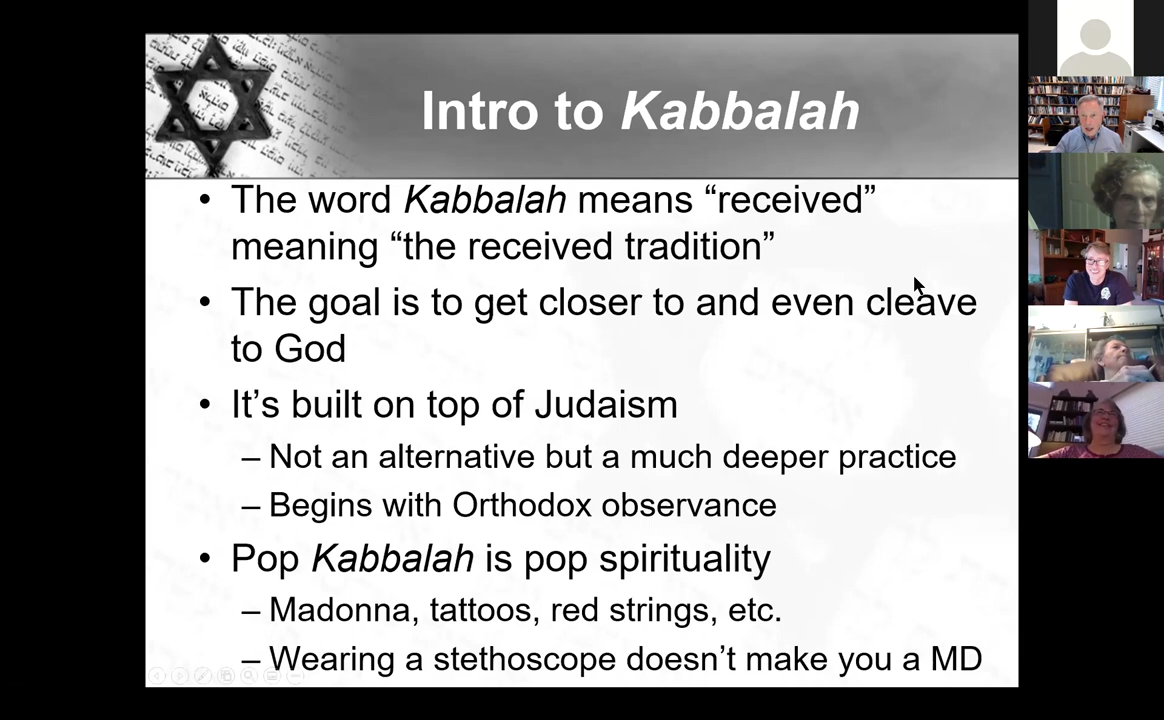 Intro to Kabbalah
• The word Kabbalah means “received”
meaning “the received tradition”
• The goal is to get closer to and even cleave
to God
• It’s built on top of Judaism
– Not an alternative but a much deeper practice
– Begins with Orthodox observance
• Pop Kabbalah is pop spirituality
– Madonna, tattoos, red strings, etc.
– Wearing a stethoscope doesn’t make you a MD